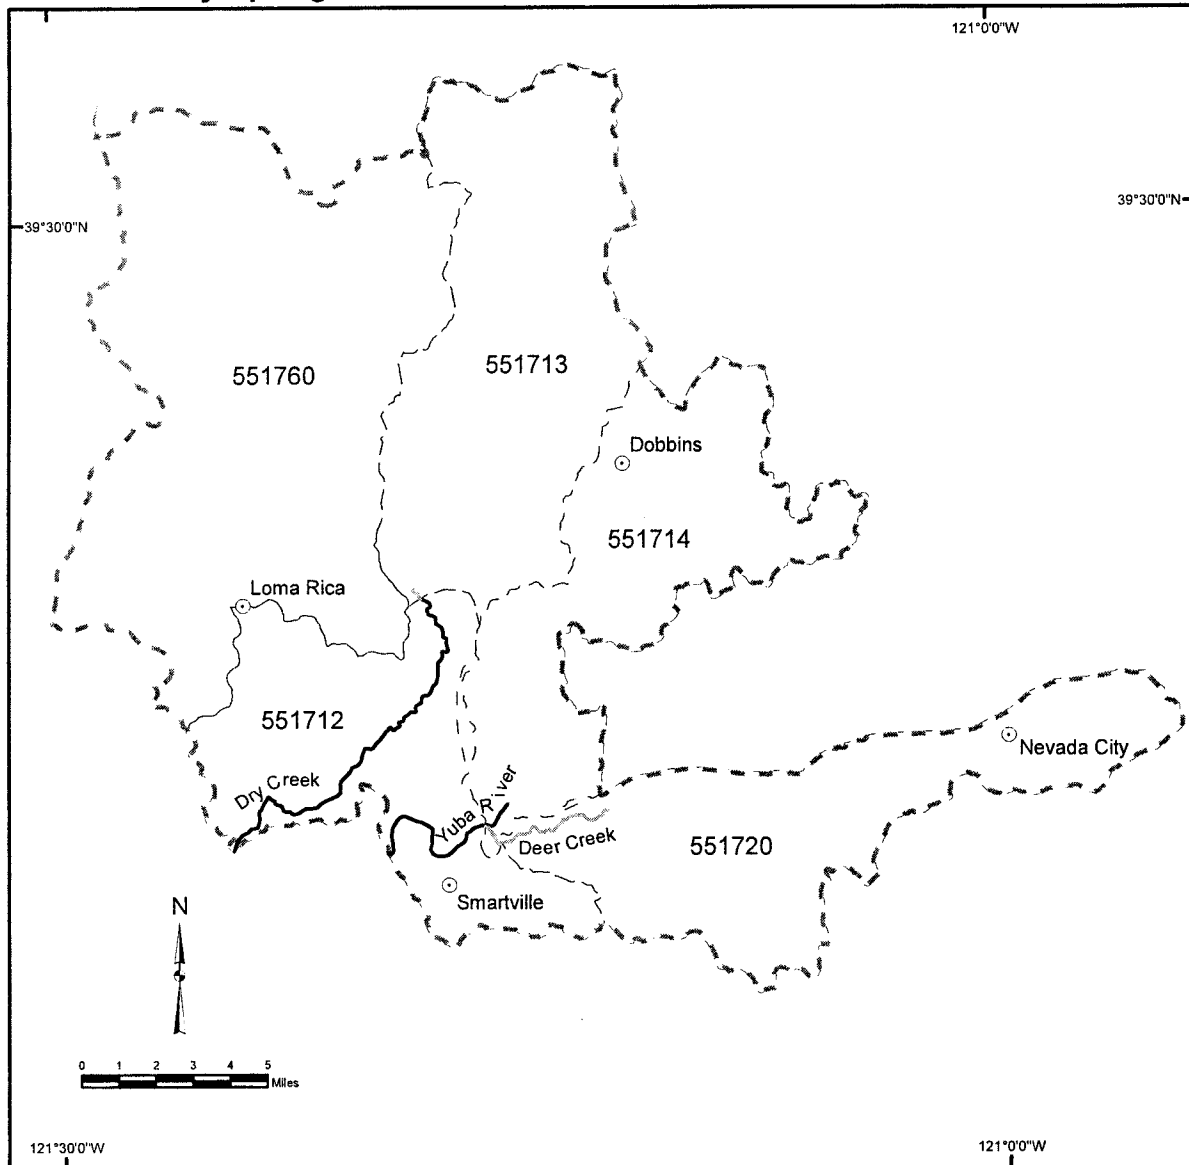 121°0'0"W
39°30'0"N
39°30'0"N
551760
551713
Dobbins
551714
Loma Rica
551712
Nevada City
Dry Creek
Yuba River
Deer Creek
551720
Smartville
N
0 1 2 3 4 5
Miles
121°30'0"W
121°0'0"W